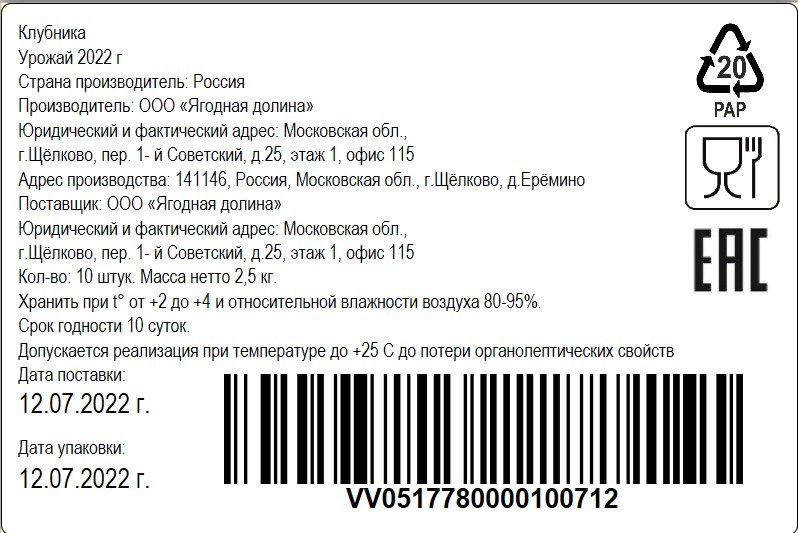 Клубника
Урожай 2022 г
Страна производитель: Россия
Производитель: ООО «Ягодная долина»
Юридический и фактический адрес: Московская обл.,
г.Щёлково, пер. 1- й Советский, д.25, этаж 1, офис 115
Адрес производства: 141146, Россия, Московская обл., г.Щёлково, д.Ерёмино
Поставщик: ООО «Ягодная долина»
Юридический и фактический адрес: Московская обл.,
г.Щёлково, пер. 1- й Советский, д.25, этаж 1, офис 115
Кол-во: 10 штук. Масса нетто 2,5 кг.
Хранить при t° от +2 до +4 и относительной влажности воздуха 80-95%.
Срок годности 10 суток.
Допускается реализация при температуре до +25 С до потери органолептических свойств
Дата поставки:
12.07.2022 г.
Дата упаковки:
12.07.2022 г.
VV0517780000100712
20
PAP
EAC